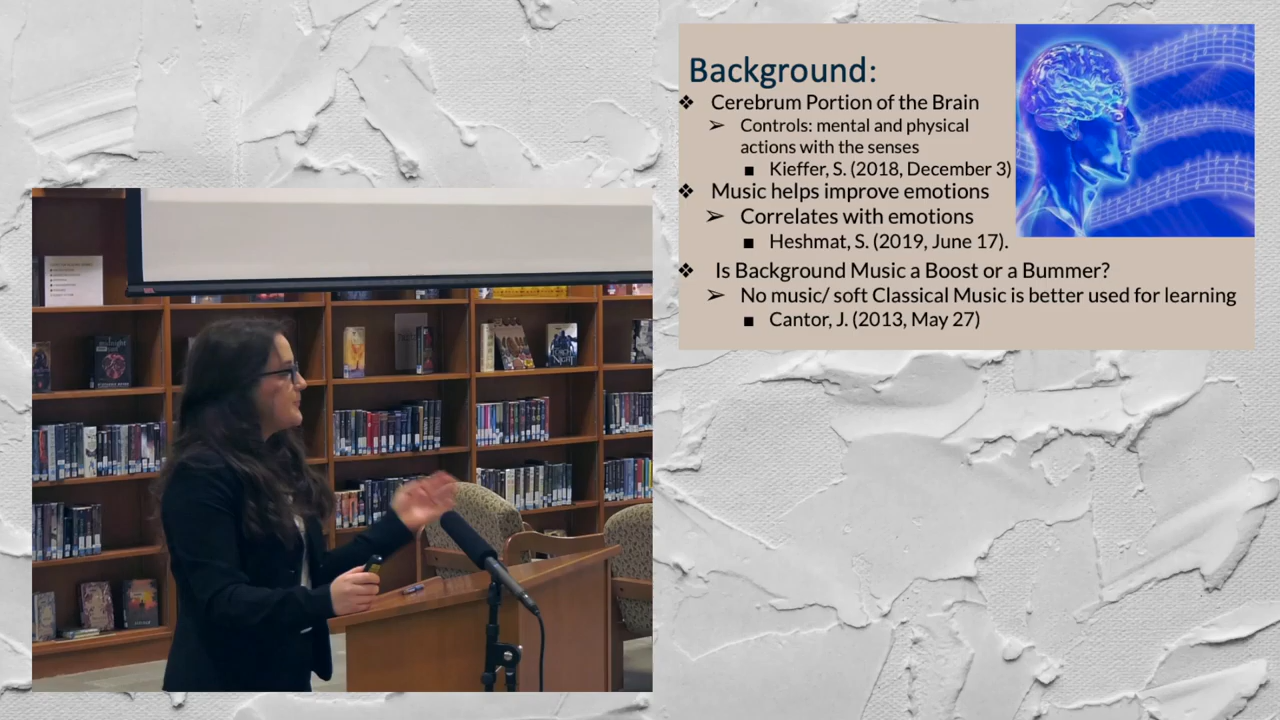 Background:
❖ Cerebrum Portion of the Brain
➢ Controls: mental and physical
actions with the senses
■ Kieffer, S. (2018, December 3)
❖ Music helps improve emotions
➢ Correlates with emotions
■ Heshmat, S. (2019, June 17).
❖ Is Background Music a Boost or a Bummer?
➢ No music/ soft Classical Music is better used for learning
■ Cantor, J. (2013, May 27)